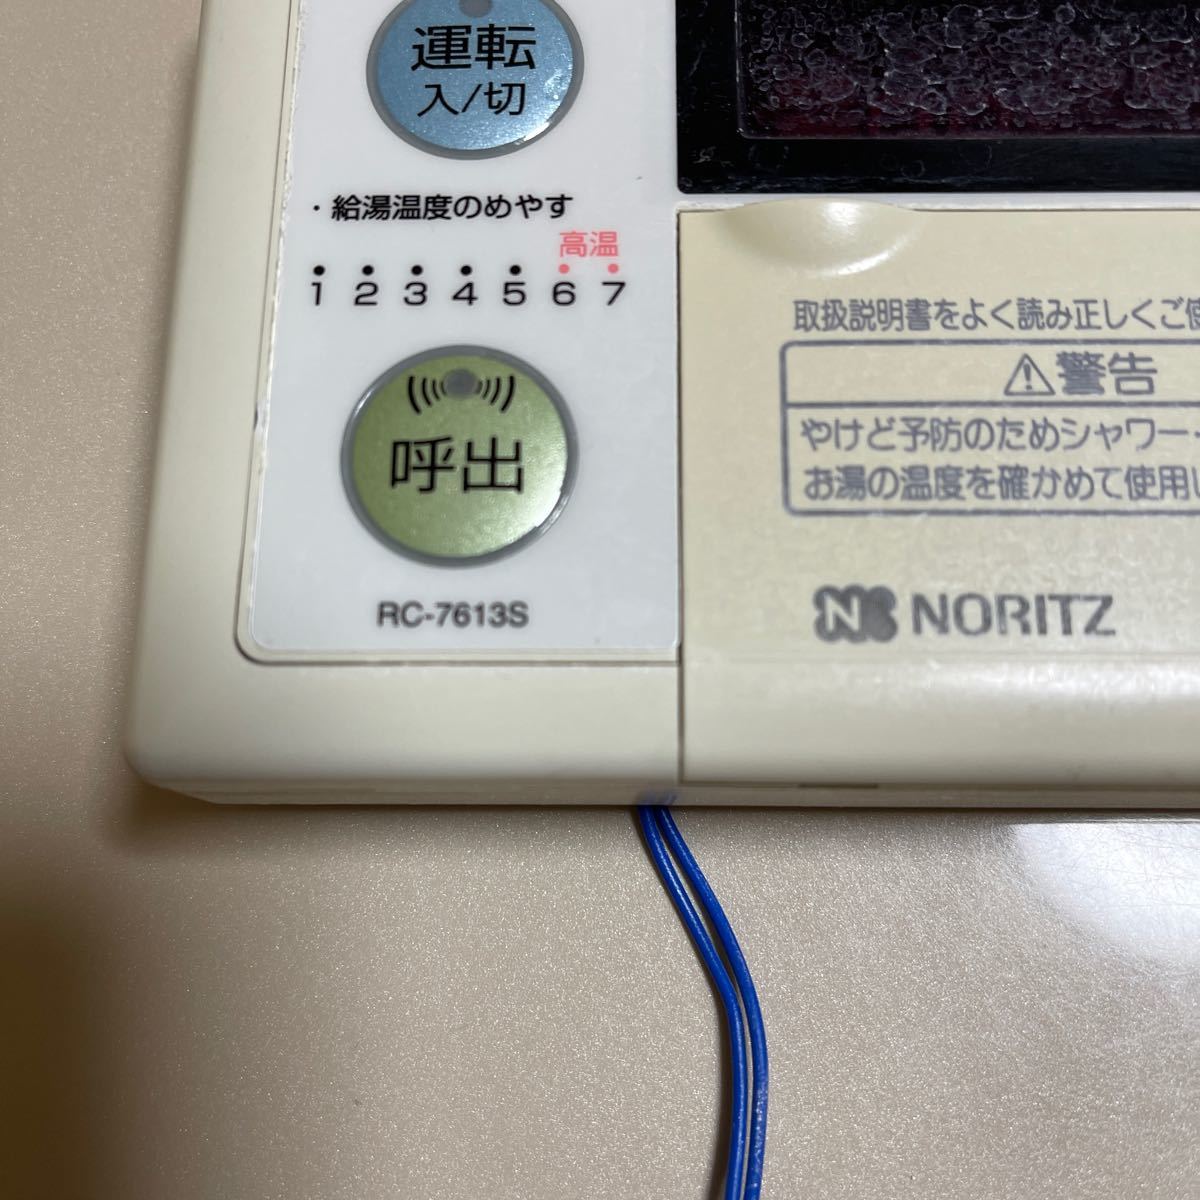 運転
入/切
・給湯温度のめやす
高温
1 2 3 4 5 6 7
呼出
RC-7613S
取扱説明書をよく読み正しくご使
⚠警告
やけど予防のためシャワー・
お湯の温度を確かめて使用し
NORITZ